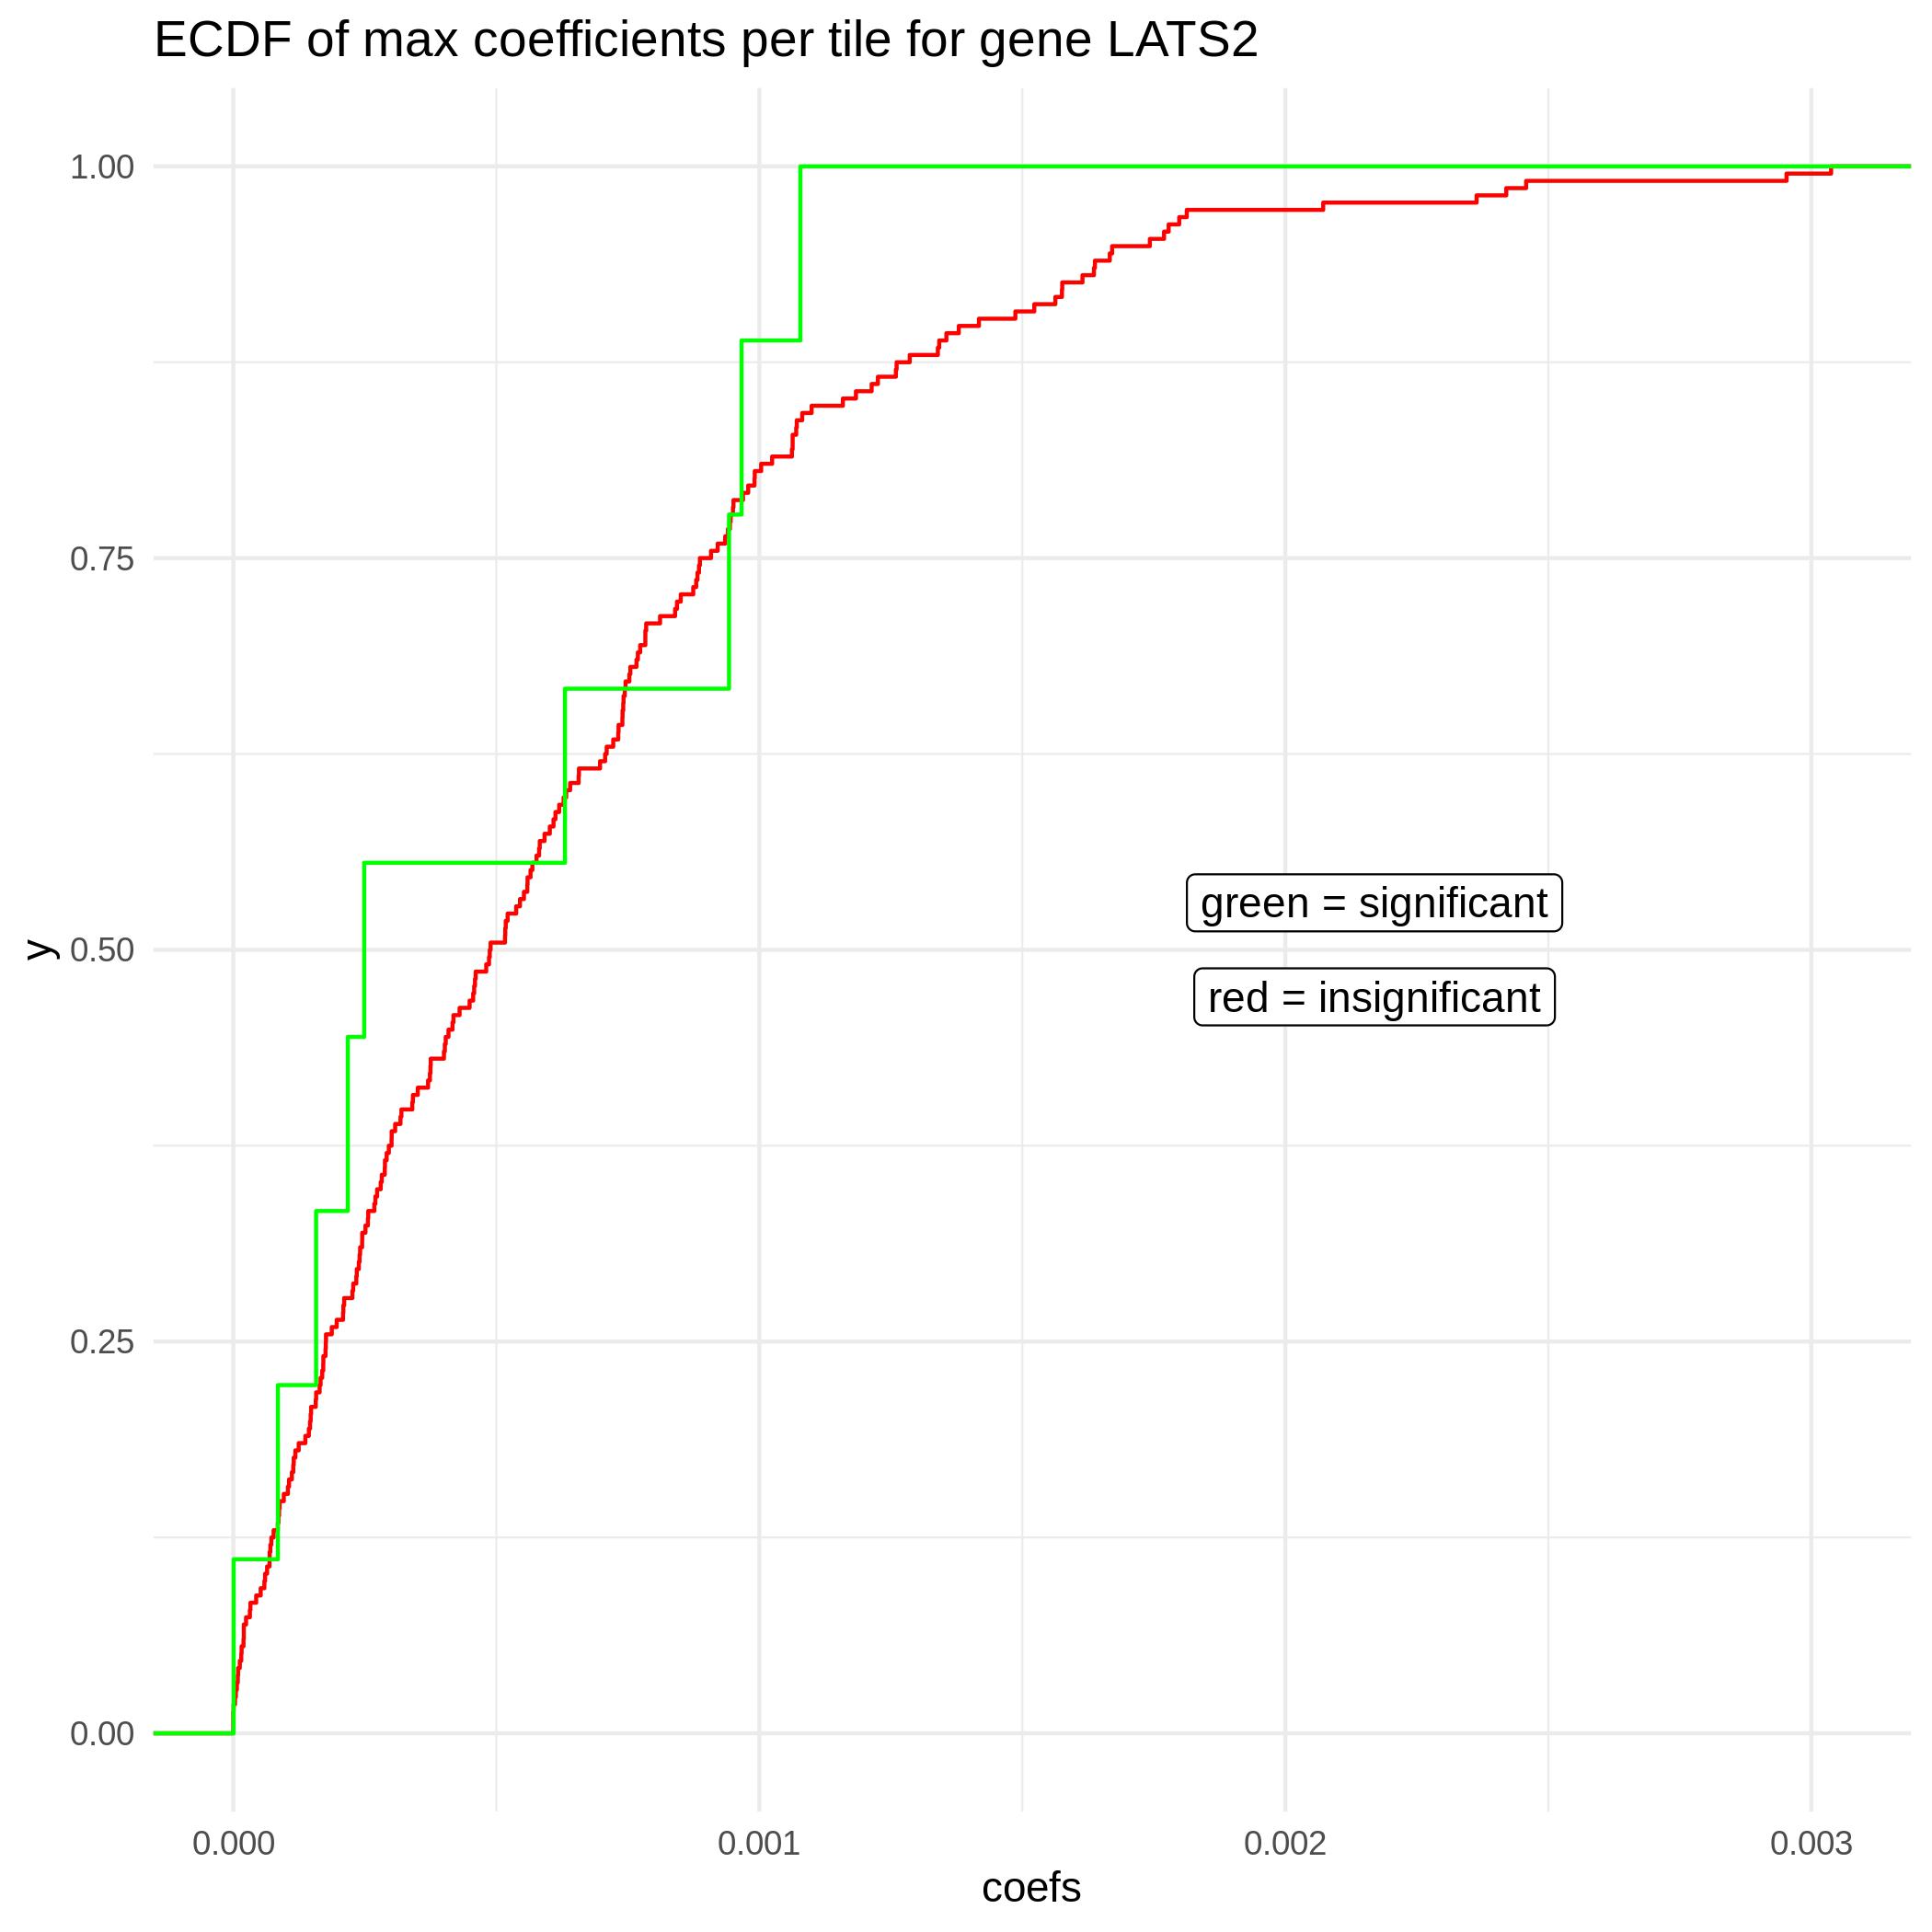 ECDF of max coefficients per tile for gene LATS2
1.00
0.75
0.50
0.25
0.00
y
green = significant
red = insignificant
0.000 0.001 0.002 0.003
coefs